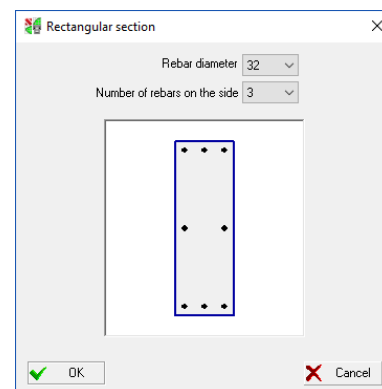 Rectangular section
Rebar diameter 32
Number of rebars on the side 3
OK Cancel